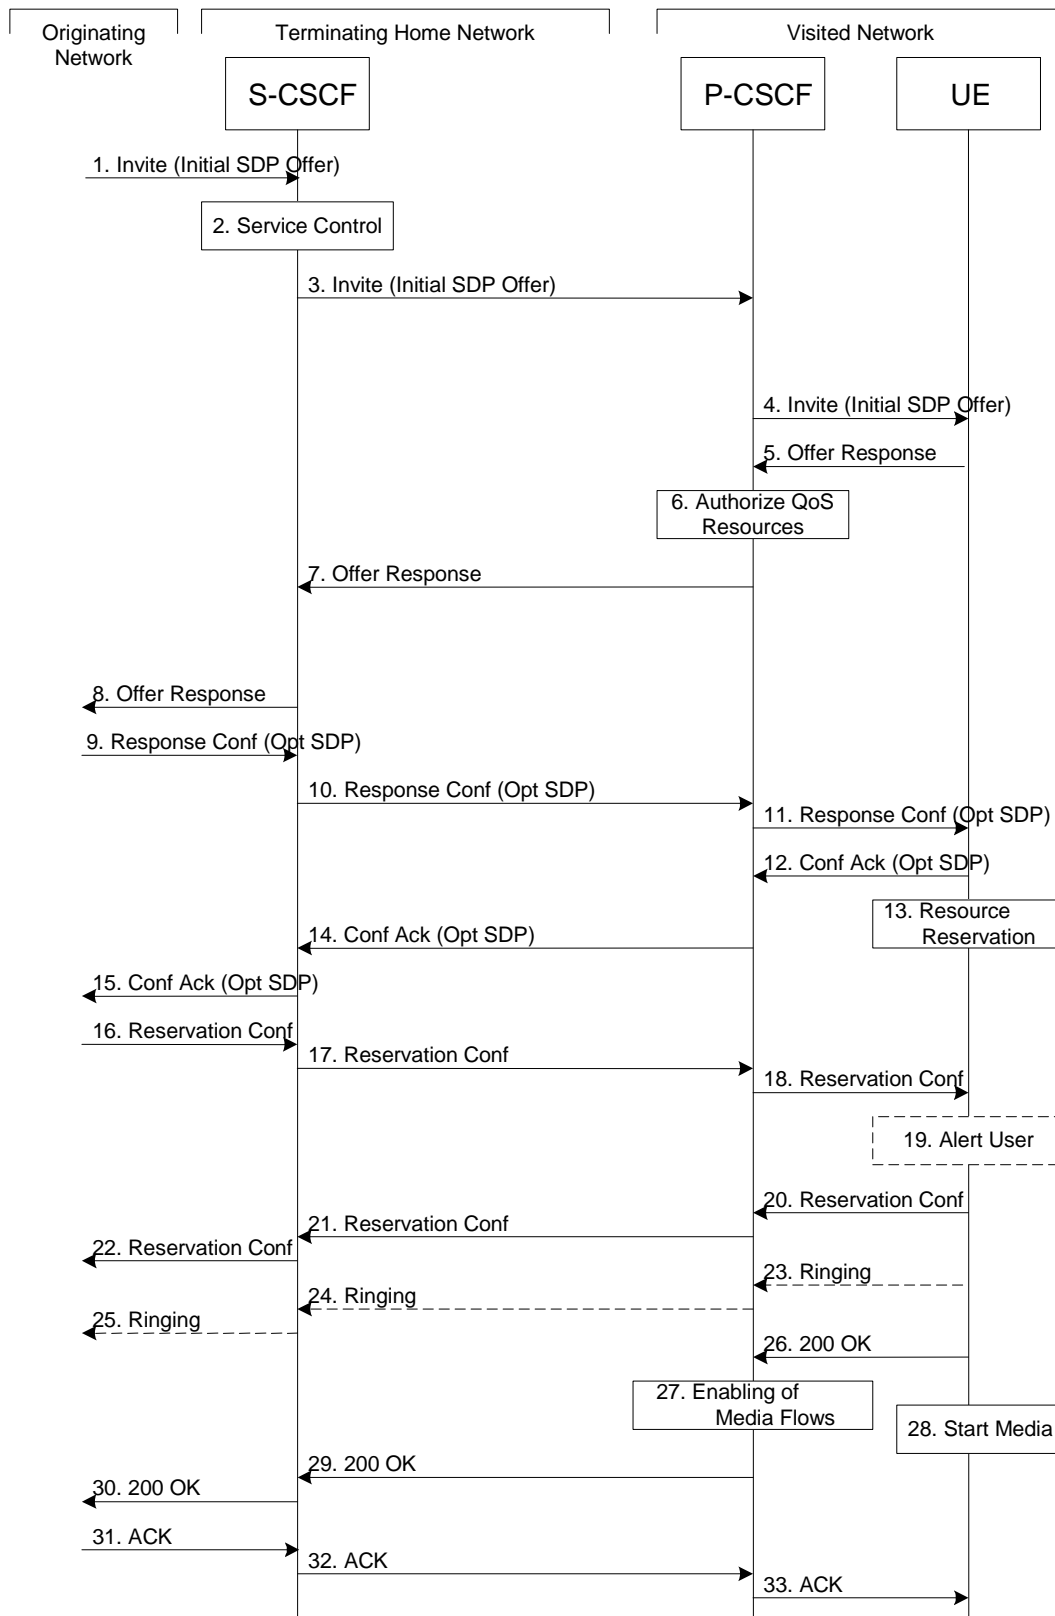 Originating
Network
Terminating Home Network
Visited Network
S-CSCF
P-CSCF
UE
1. Invite (Initial SDP Offer)
2. Service Control
3. Invite (Initial SDP Offer)
4. Invite (Initial SDP Offer)
5. Offer Response
6. Authorize QoS
Resources
7. Offer Response
8. Offer Response
9. Response Conf (Opt SDP)
10. Response Conf (Opt SDP)
11. Response Conf (Opt SDP)
12. Conf Ack (Opt SDP)
13. Resource
Reservation
14. Conf Ack (Opt SDP)
15. Conf Ack (Opt SDP)
16. Reservation Conf
17. Reservation Conf
18. Reservation Conf
19. Alert User
20. Reservation Conf
21. Reservation Conf
22. Reservation Conf
23. Ringing
24. Ringing
25. Ringing
26. 200 OK
27. Enabling of
Media Flows
28. Start Media
29. 200 OK
30. 200 OK
31. ACK
32. ACK
33. ACK